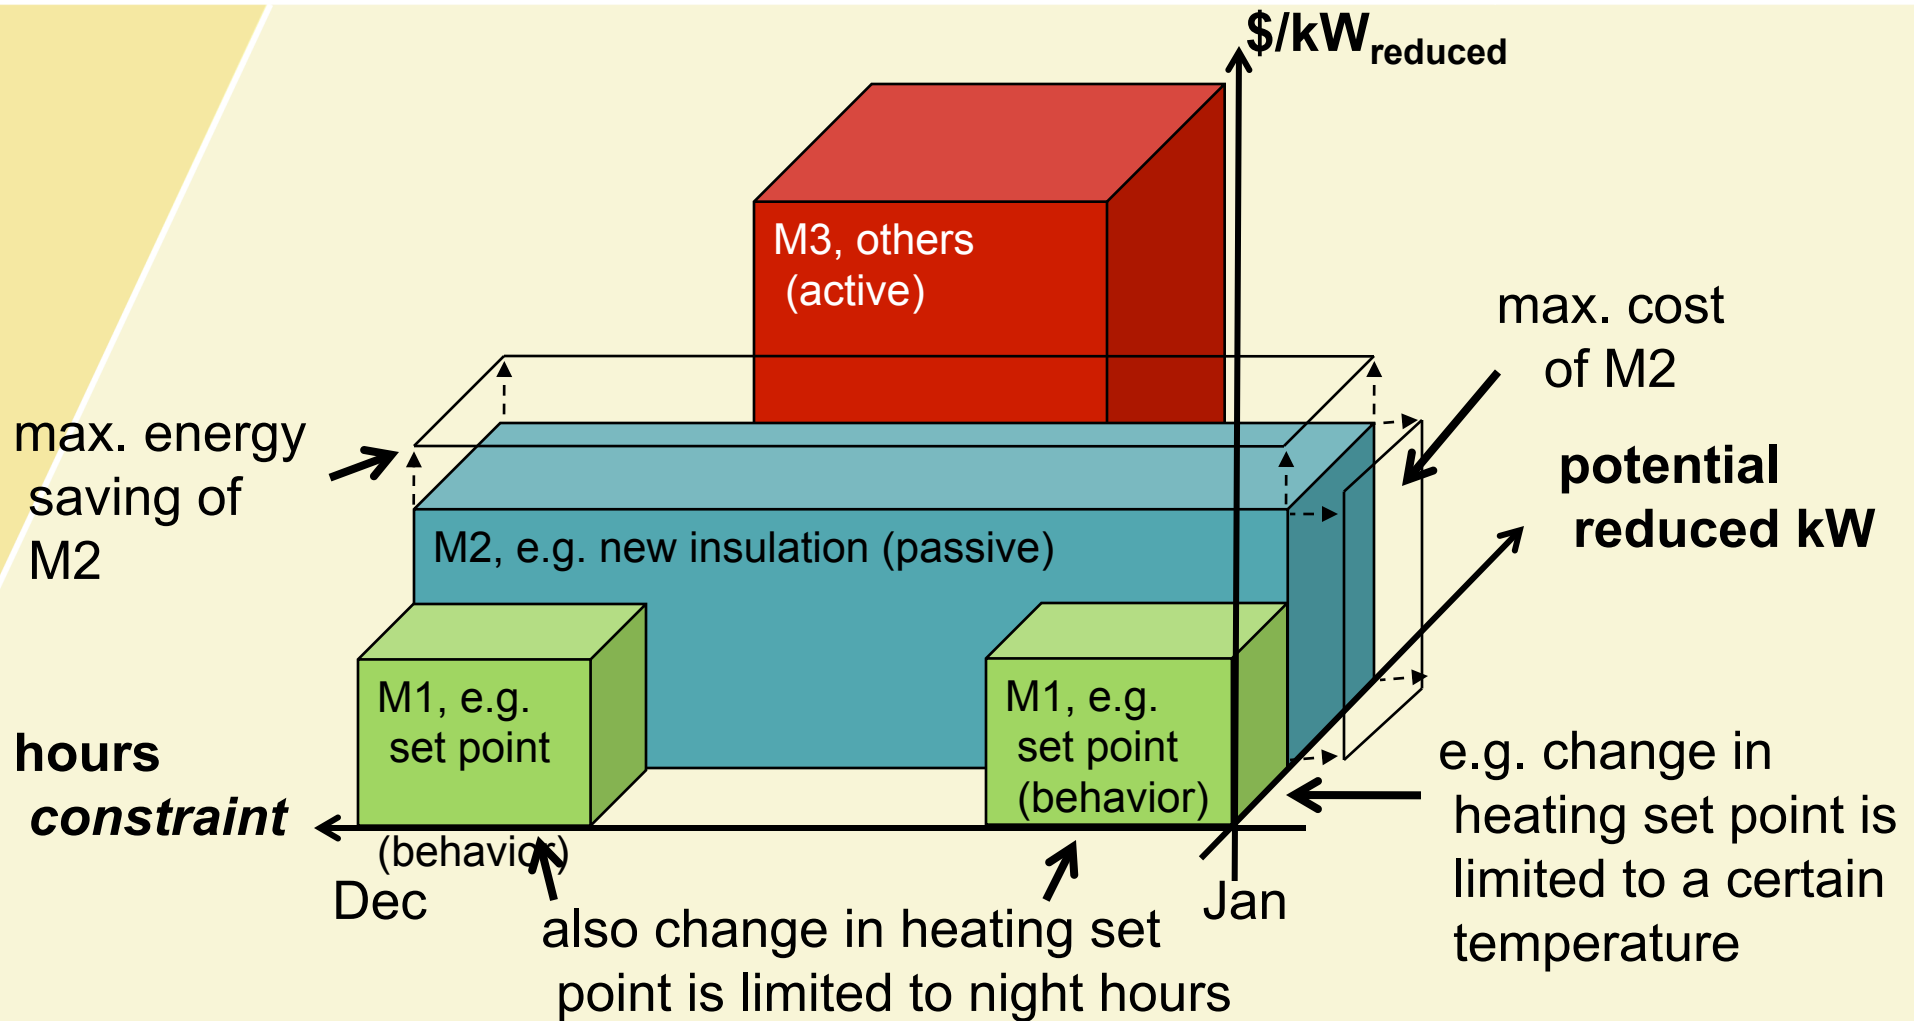 $/kWreduced
M3, others
(active)
max. cost
of M2
max. energy
saving of
M2
potential
reduced kW
M2, e.g. new insulation (passive)
M1, e.g.
set point
(behavior)
M1, e.g.
set point
(behavior)
hours
constraint
e.g. change in
heating set point is
limited to a certain
temperature
Dec
Jan
also change in heating set
point is limited to night hours